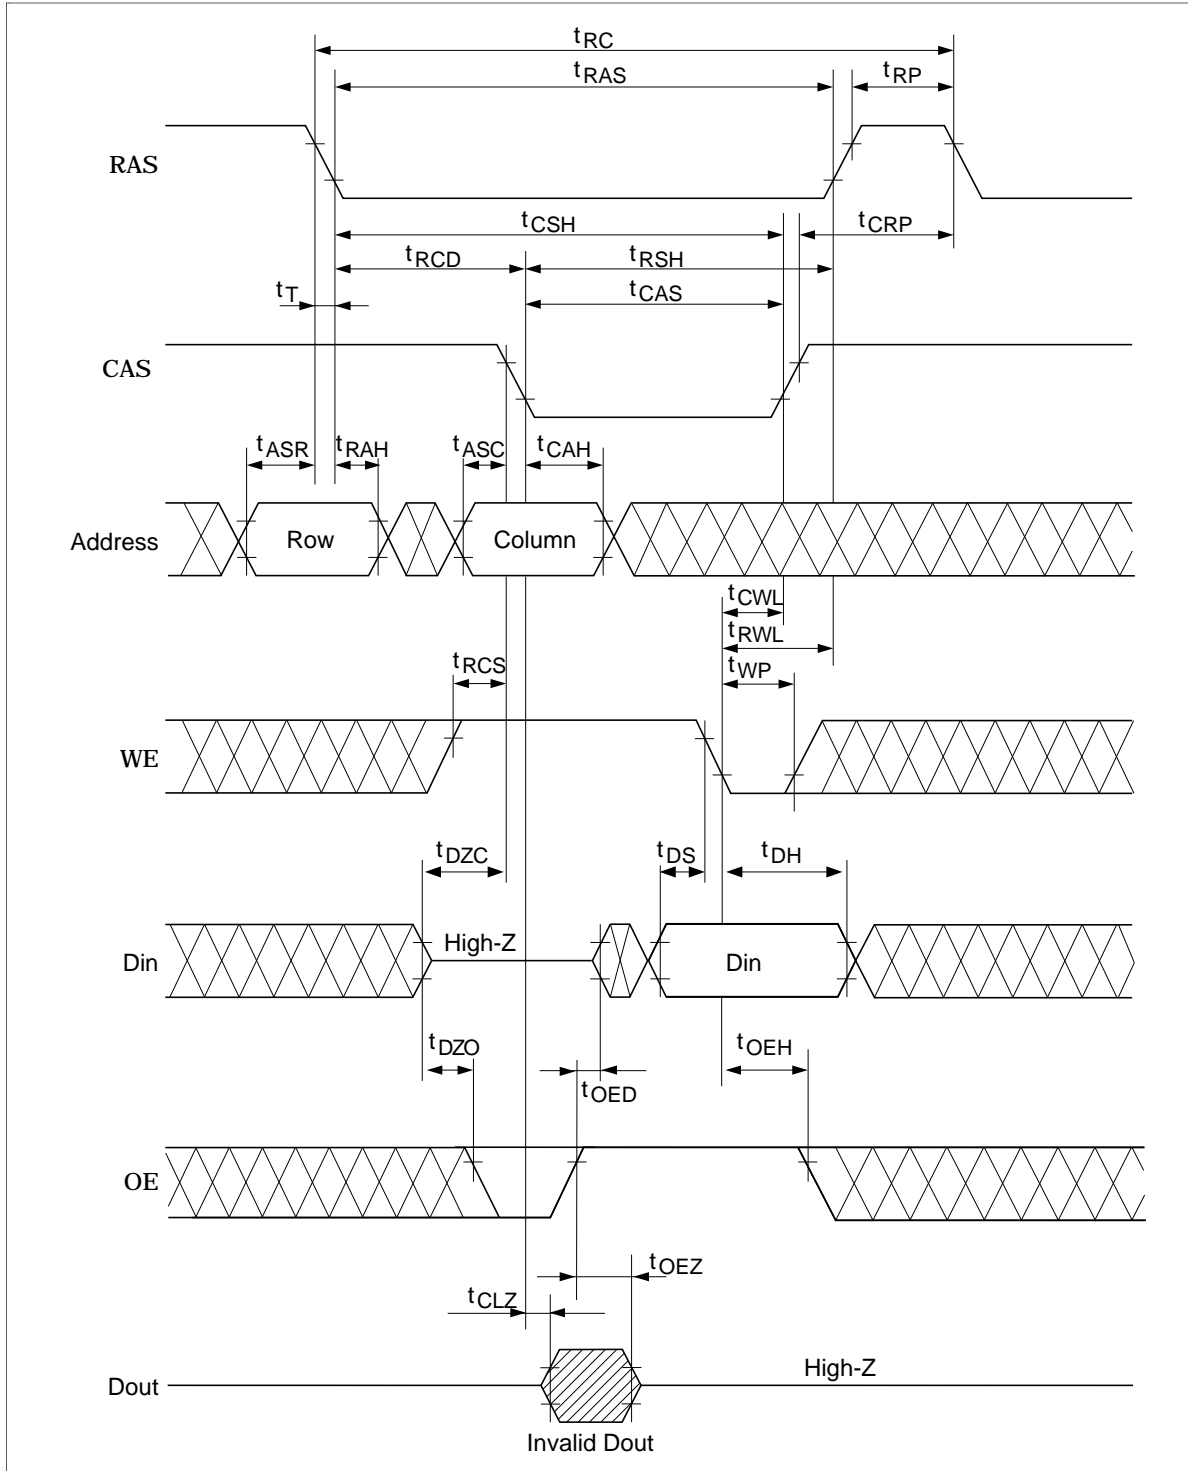 tRC
tRAS
tRP
RAS
tCSH
tCRP
tRCD
tRSH
tT
tCAS
CAS
tASR
tRAH
tASC
tCAH
Address
Row
Column
tCWL
tRWL
tRCS
tWP
WE
tDZC
tDS
tDH
Din
High-Z
Din
tDZO
tOED
tOEH
OE
tOEZ
tCLZ
Dout
High-Z
Invalid Dout